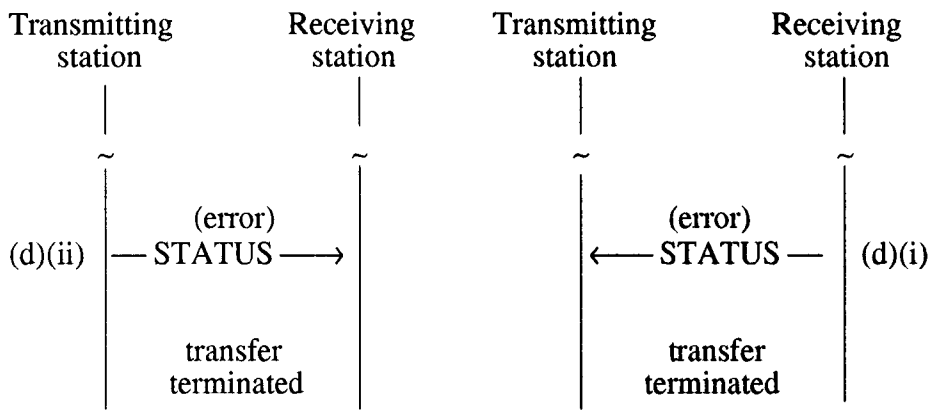 Transmitting station
Receiving station
Transmitting station
Receiving station
~ ~ ~ ~
(d)(ii)
(error)
STATUS
(error)
STATUS
(d)(i)
transfer terminated
transfer terminated